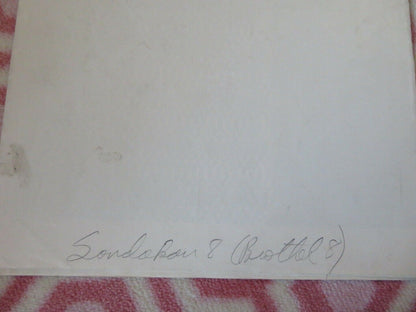 Sandakan 8 (Brothel 8)